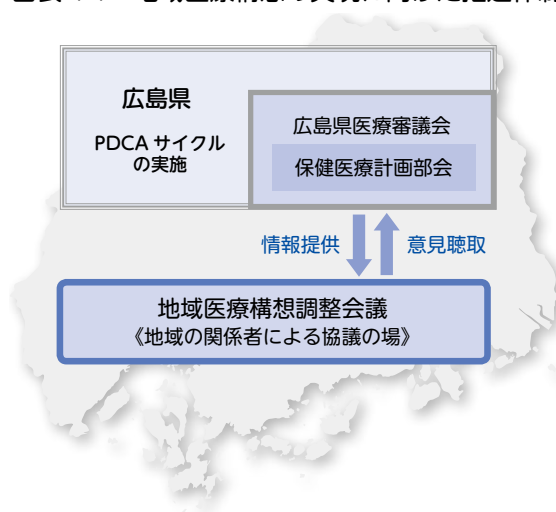 広島県
PDCA サイクル
の実施
広島県医療審議会
保健医療計画部会
情報提供
意見聴取
地域医療構想調整会議
《地域の関係者による協議の場》